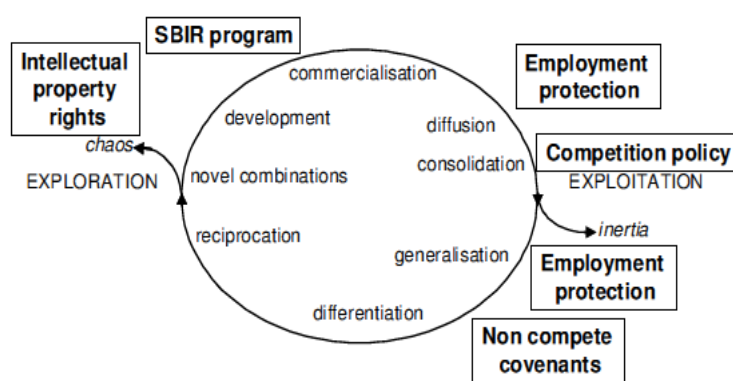 SBIR program
Intellectual
property
rights
commercialisation
Employment
protection
development
diffusion
chaos
consolidation
Competition policy
EXPLORATION
novel combinations
EXPLOITATION
reciprocation
inertia
generalisation
Employment
protection
differentiation
Non compete
covenants